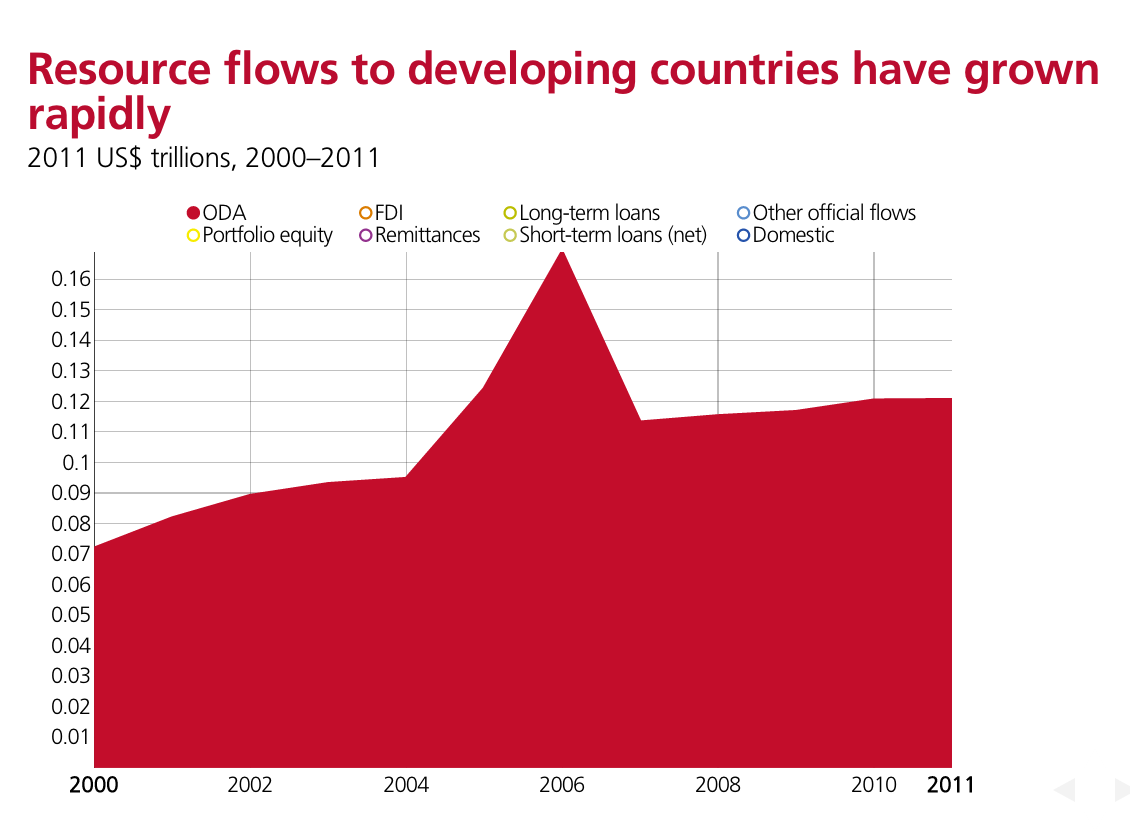 Resource flows to developing countries have grown
rapidly
2011 US$ trillions, 2000–2011
ODA FDI Long-term loans Other official flows
Portfolio equity Remittances Short-term loans (net) Domestic
0.16
0.15
0.14
0.13
0.12
0.11
0.1
0.09
0.08
0.07
0.06
0.05
0.04
0.03
0.02
0.01
2000 2002 2004 2006 2008 2010 2011